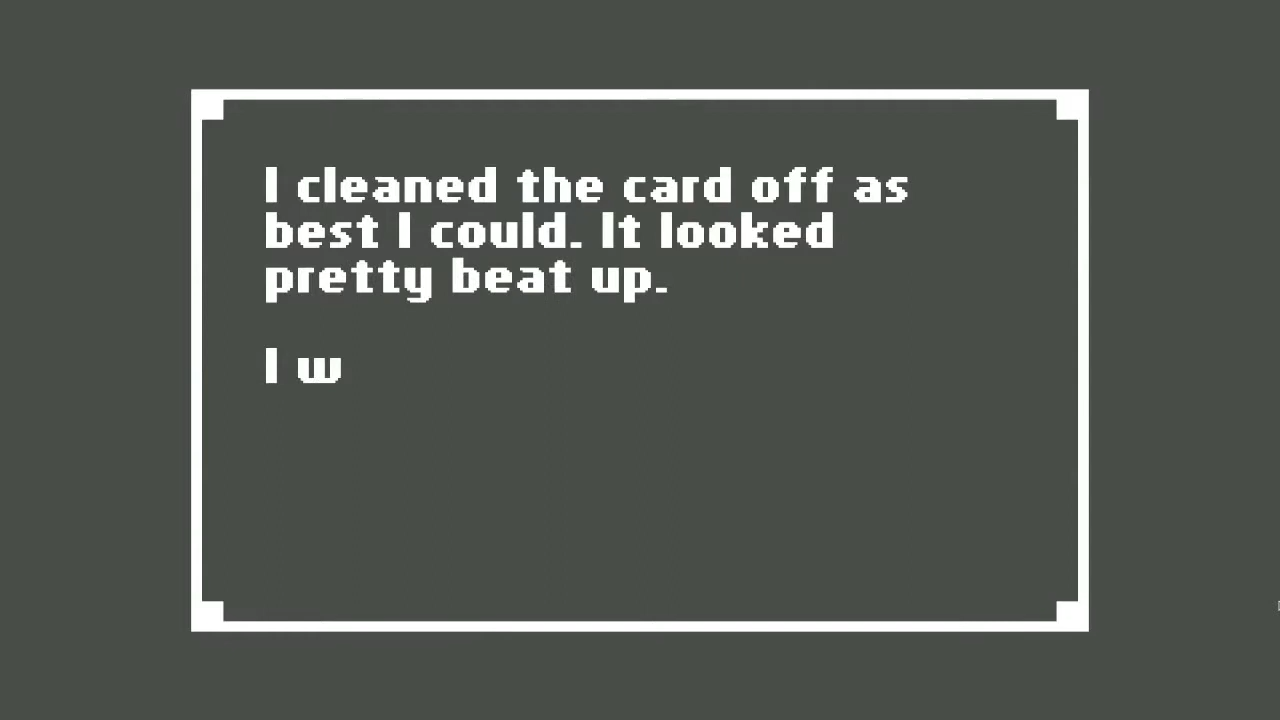 I cleaned the card off as
best I could. It looked
pretty beat up.
I w